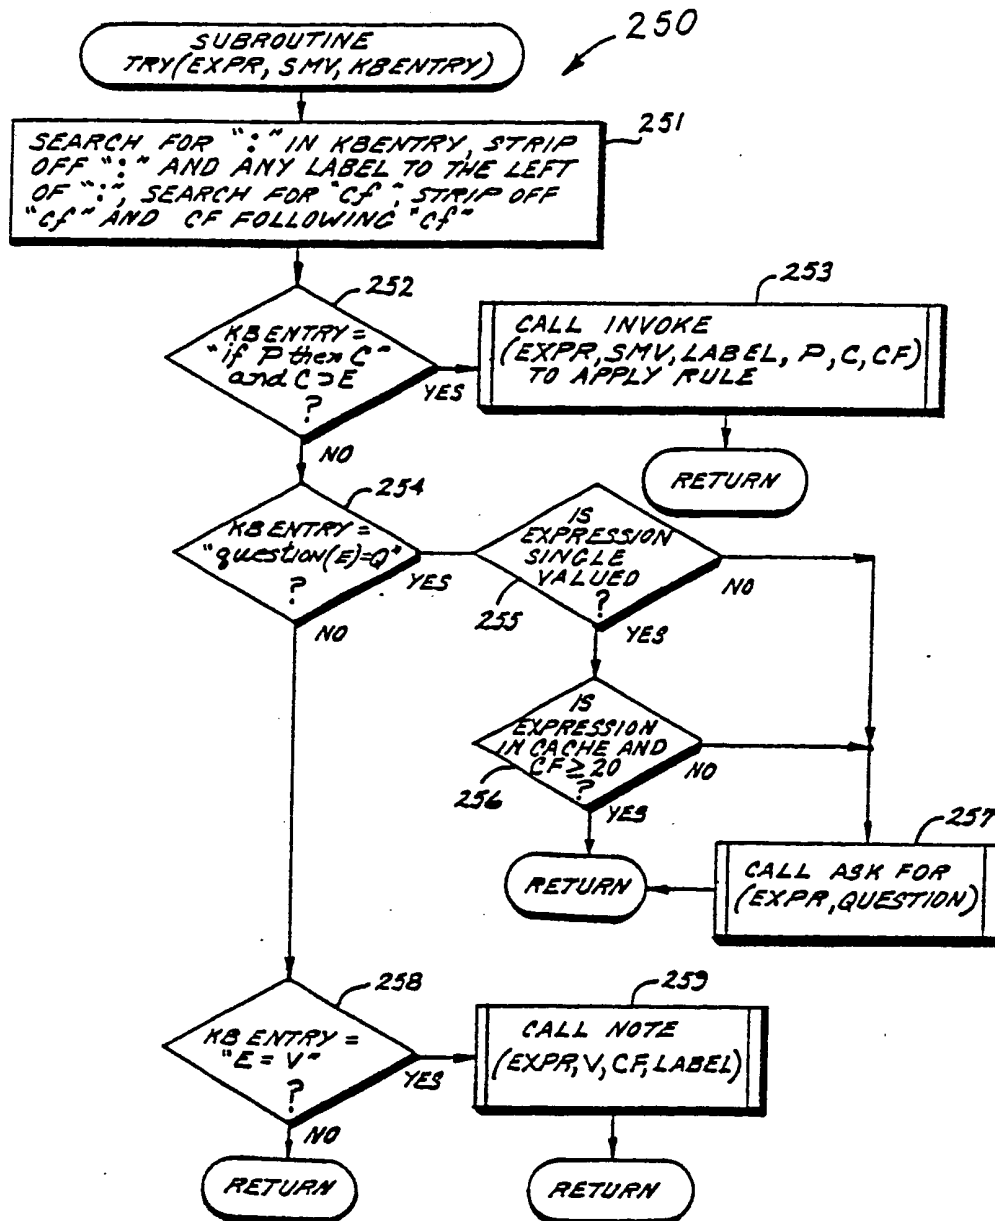 250
SUBROUTINE
TRY(EXPR, SMV, KBENTRY)
251
SEARCH FOR ":" IN KBENTRY, STRIP
OFF ":" AND ANY LABEL TO THE LEFT
OF ":", SEARCH FOR "cf", STRIP OFF
"cf" AND CF FOLLOWING "cf"
252
KBENTRY =
"if P then C"
and C⊃E
?
YES
NO
253
CALL INVOKE
(EXPR, SMV, LABEL, P, C, CF)
TO APPLY RULE
RETURN
254
KBENTRY =
"question(E)=Q"
?
YES
NO
IS
EXPRESSION
SINGLE
VALUED
?
255
NO
YES
IS
EXPRESSION
IN CACHE AND
CF ≥ 20
?
256
NO
YES
257
CALL ASK FOR
(EXPR, QUESTION)
RETURN
258
KB ENTRY =
"E = V"
?
YES
NO
259
CALL NOTE
(EXPR, V, CF, LABEL)
RETURN
RETURN